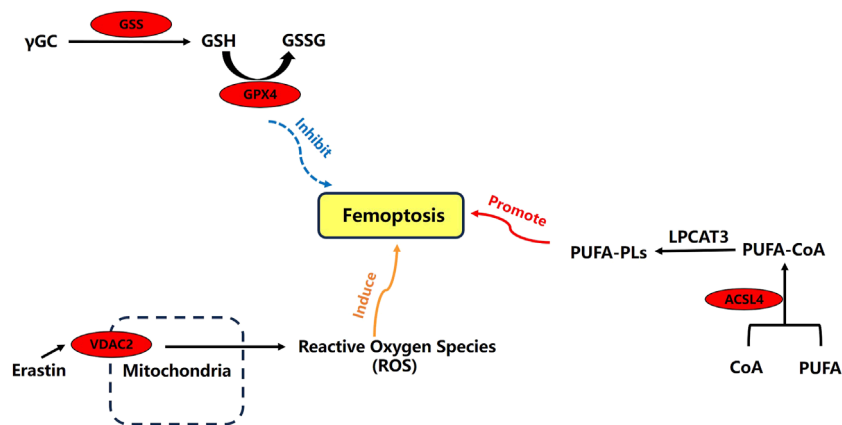 GSS
γGC
GSH
GSSG
GPX4
Inhibit
Femoptosis
Promote
LPCAT3
PUFA-PLs
PUFA-CoA
Induce
ACSL4
VDAC2
Erastin
Mitochondria
Reactive Oxygen Species
(ROS)
CoA
PUFA